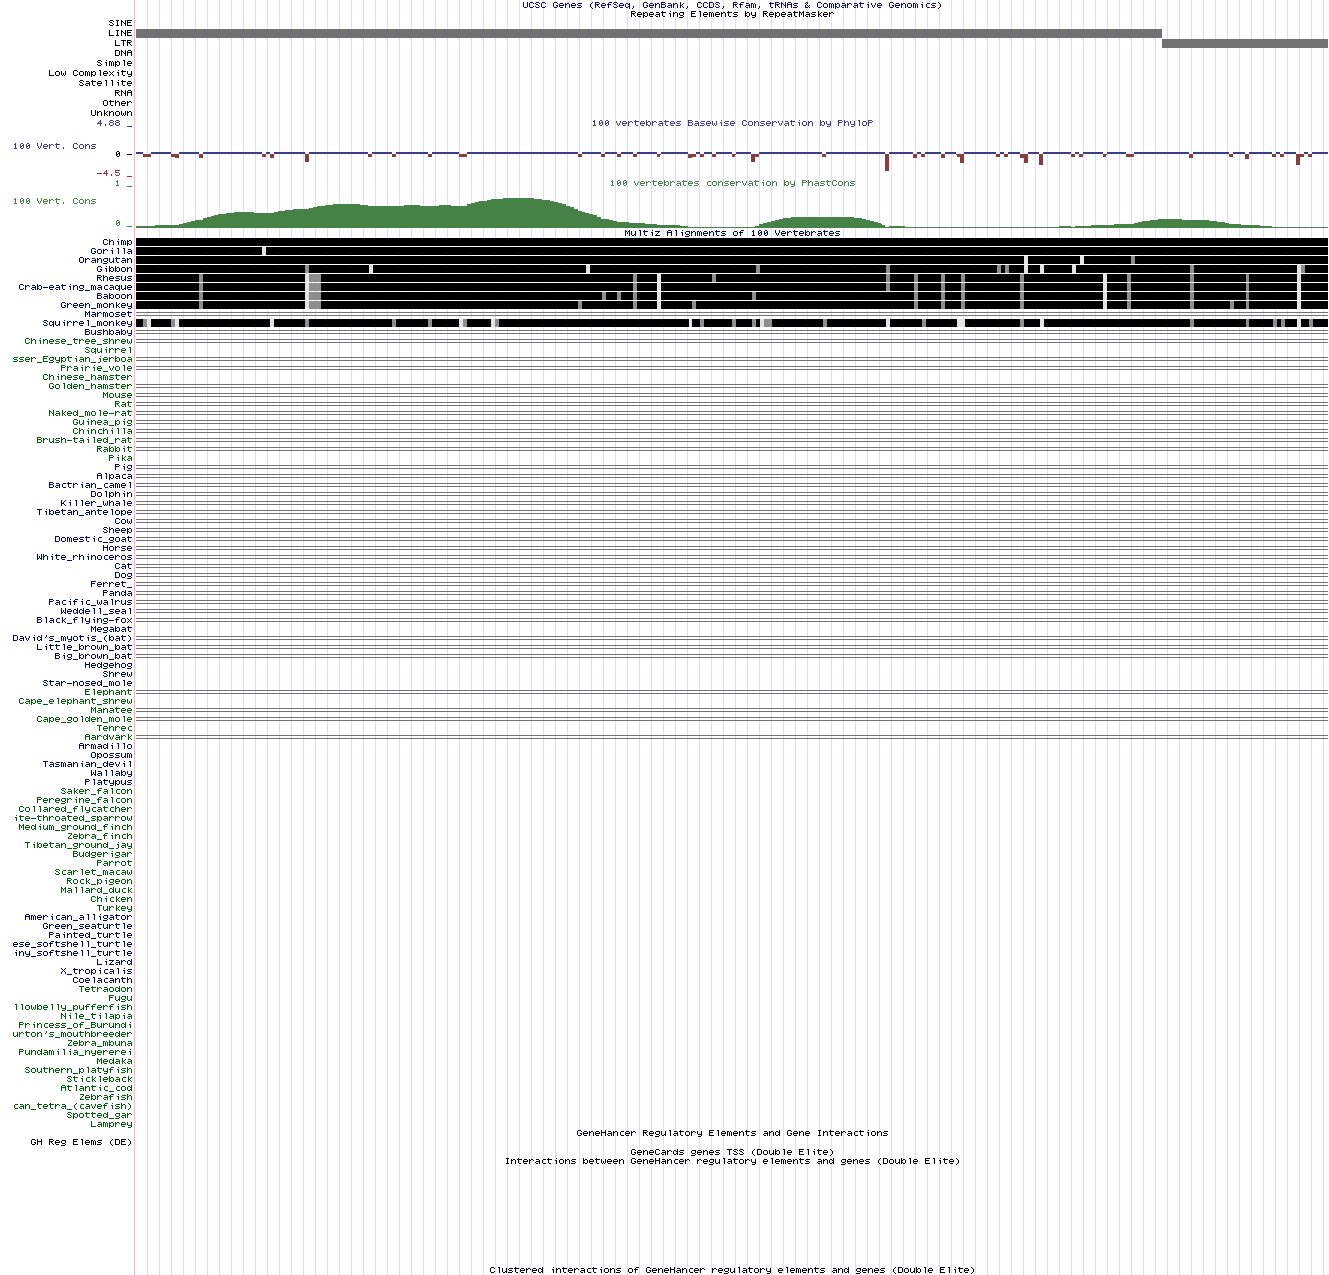 UCSC Genes (RefSeq, GenBank, CCDS, Rfam, tRNAs & Comparative Genomics)
Repeating Elements by RepeatMasker
SINE
LINE
LTR
DNA
Simple
Low Complexity
Satellite
RNA
Other
Unknown
100 vertebrates Basewise Conservation by PhyloP
4.88 _
100 Vert. Cons
0 _
-4.5 _
100 vertebrates conservation by PhastCons
1 _
100 Vert. Cons
0 _
Multiz Alignments of 100 Vertebrates
Chimp
Gorilla
Orangutan
Gibbon
Rhesus
Crab-eating_macaque
Baboon
Green_monkey
Marmoset
Squirrel_monkey
Bushbaby
Chinese_tree_shrew
Squirrel
sser_Egyptian_jerboa
Prairie_vole
Chinese_hamster
Golden_hamster
Mouse
Rat
Naked_mole-rat
Guinea_pig
Chinchilla
Brush-tailed_rat
Rabbit
Pika
Pig
Alpaca
Bactrian_camel
Dolphin
Killer_whale
Tibetan_antelope
Cow
Sheep
Domestic_goat
Horse
White_rhinoceros
Cat
Dog
Ferret_
Panda
Pacific_walrus
Weddell_seal
Black_flying-fox
Megabat
David's_myotis_(bat)
Little_brown_bat
Big_brown_bat
Hedgehog
Shrew
Star-nosed_mole
Elephant
Cape_elephant_shrew
Manatee
Cape_golden_mole
Tenrec
Aardvark
Armadillo
Opossum
Tasmanian_devil
Wallaby
Platypus
Saker_falcon
Peregrine_falcon
Collared_flycatcher
ite-throated_sparrow
Medium_ground_finch
Zebra_finch
Tibetan_ground_jay
Budgerigar
Parrot
Scarlet_macaw
Rock_pigeon
Mallard_duck
Chicken
Turkey
American_alligator
Green_seaturtle
Painted_turtle
ese_softshell_turtle
iny_softshell_turtle
Lizard
X_tropicalis
Coelacanth
Tetraodon
Fugu
llowbelly_pufferfish
Nile_tilapia
Princess_of_Burundi
urton's_mouthbreeder
Zebra_mbuna
Pundamilia_nyererei
Medaka
Southern_platyfish
Stickleback
Atlantic_cod
Zebrafish
can_tetra_(cavefish)
Spotted_gar
Lamprey
GeneHancer Regulatory Elements and Gene Interactions
GH Reg Elems (DE)
GeneCards genes TSS (Double Elite)
Interactions between GeneHancer regulatory elements and genes (Double Elite)
Clustered interactions of GeneHancer regulatory elements and genes (Double Elite)